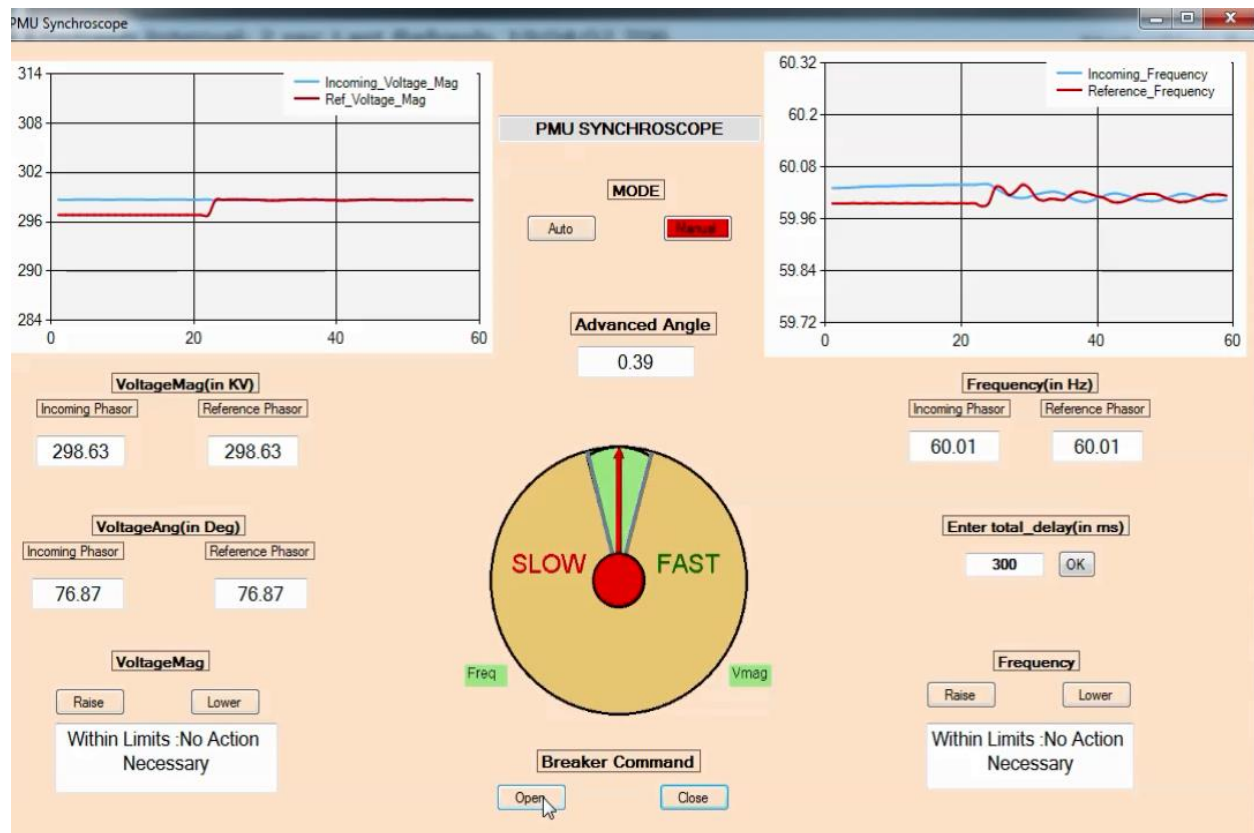 PMU Synchroscope
314
308
302
296
290
284
0
20
40
60
Incoming_Voltage_Mag
Ref_Voltage_Mag
60.32
60.2
60.08
59.96
59.84
59.72
0
20
40
60
Incoming_Frequency
Reference_Frequency
PMU SYNCHROSCOPE
MODE
Auto
Manual
Advanced Angle
0.39
VoltageMag(in KV)
Incoming Phasor
Reference Phasor
298.63
298.63
VoltageAng(in Deg)
Incoming Phasor
Reference Phasor
76.87
76.87
VoltageMag
Raise
Lower
Within Limits :No Action
Necessary
SLOW
FAST
Freq
Vmag
Breaker Command
Open
Close
Frequency(in Hz)
Incoming Phasor
Reference Phasor
60.01
60.01
Enter total_delay(in ms)
300
OK
Frequency
Raise
Lower
Within Limits :No Action
Necessary